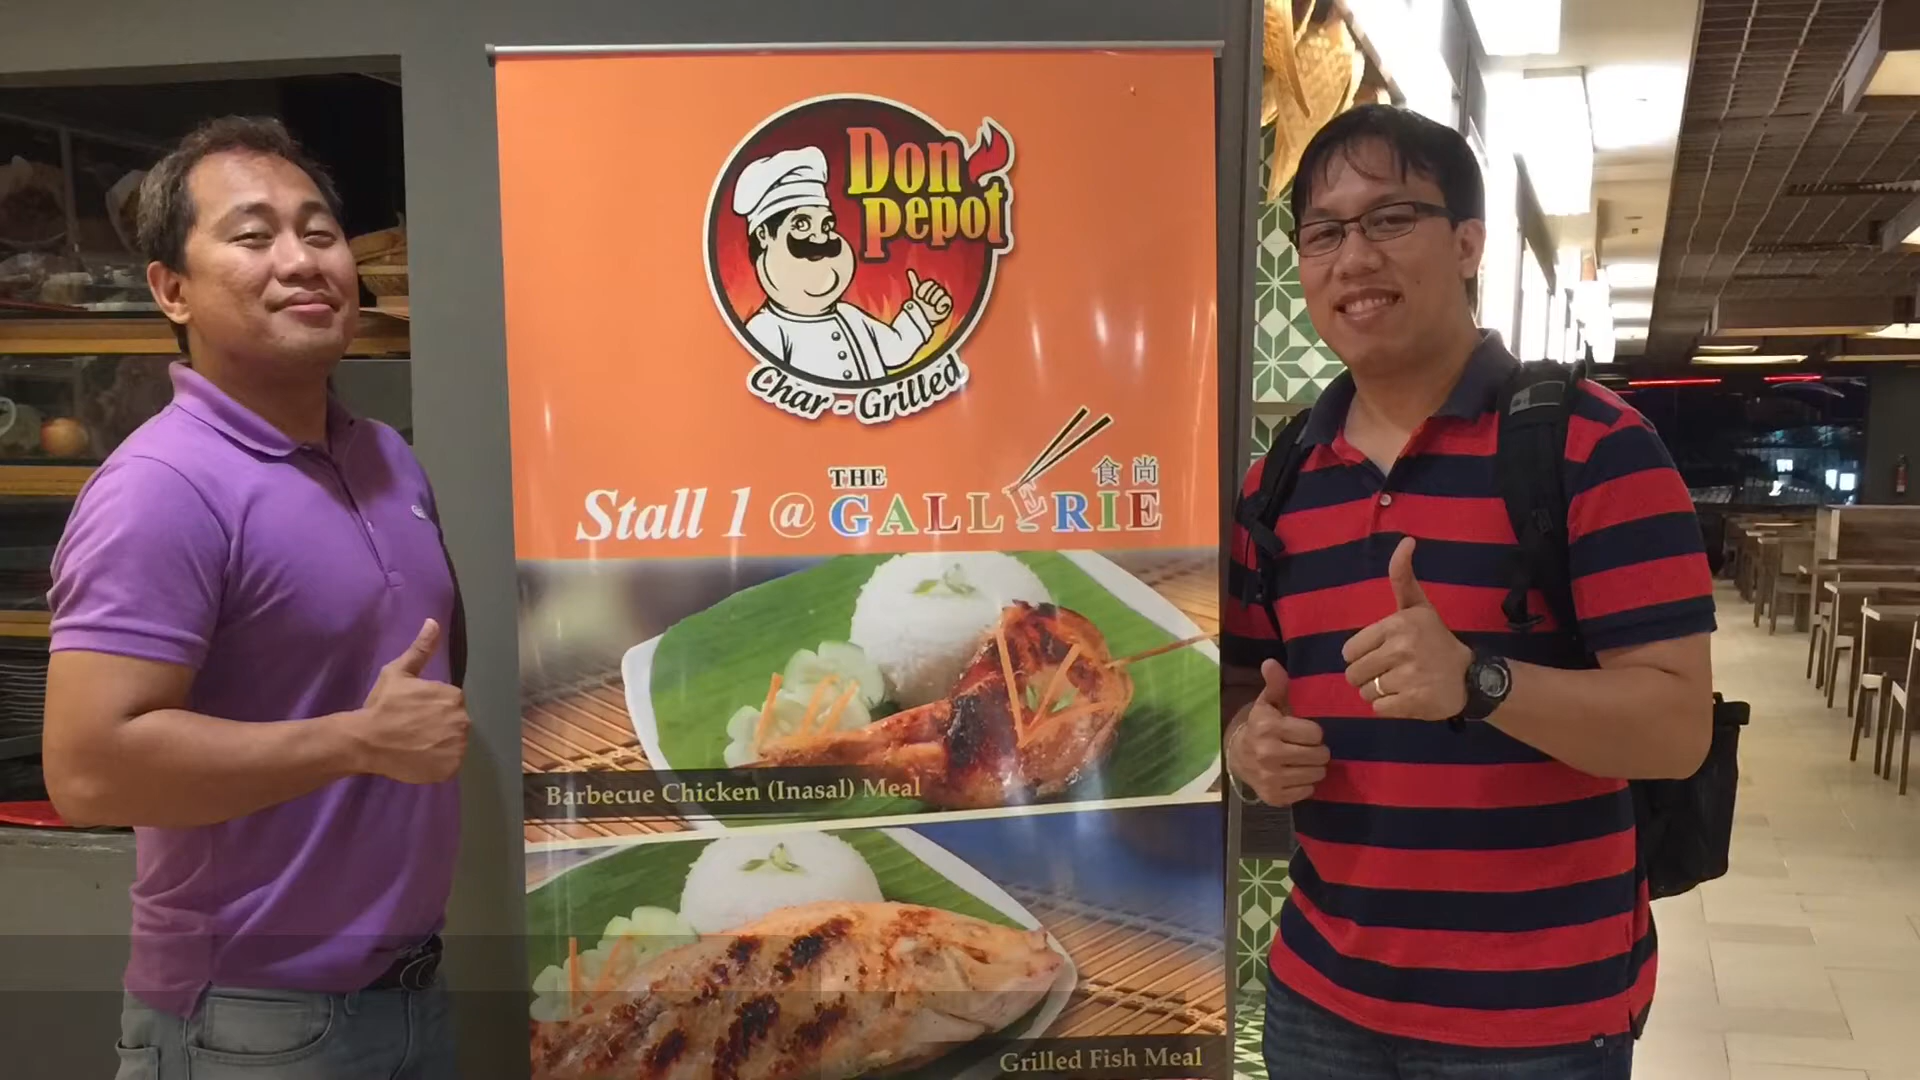 Don
Pepot
Char - Grilled
食尚
THE
Stall 1 @ GALLERIE
Barbecue Chicken (Inasal) Meal
Grilled Fish Meal